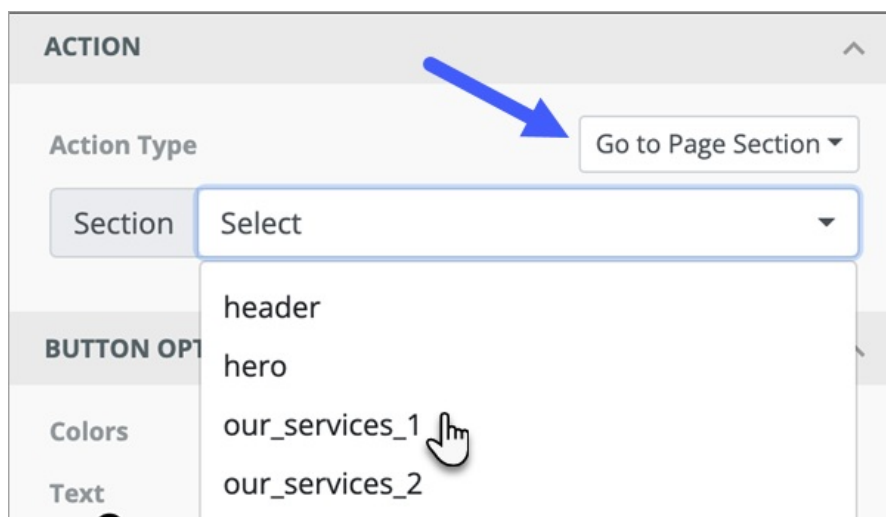 ACTION
Action Type
Go to Page Section
Section
Select
header
hero
our_services_1
our_services_2
BUTTON OPT
Colors
Text